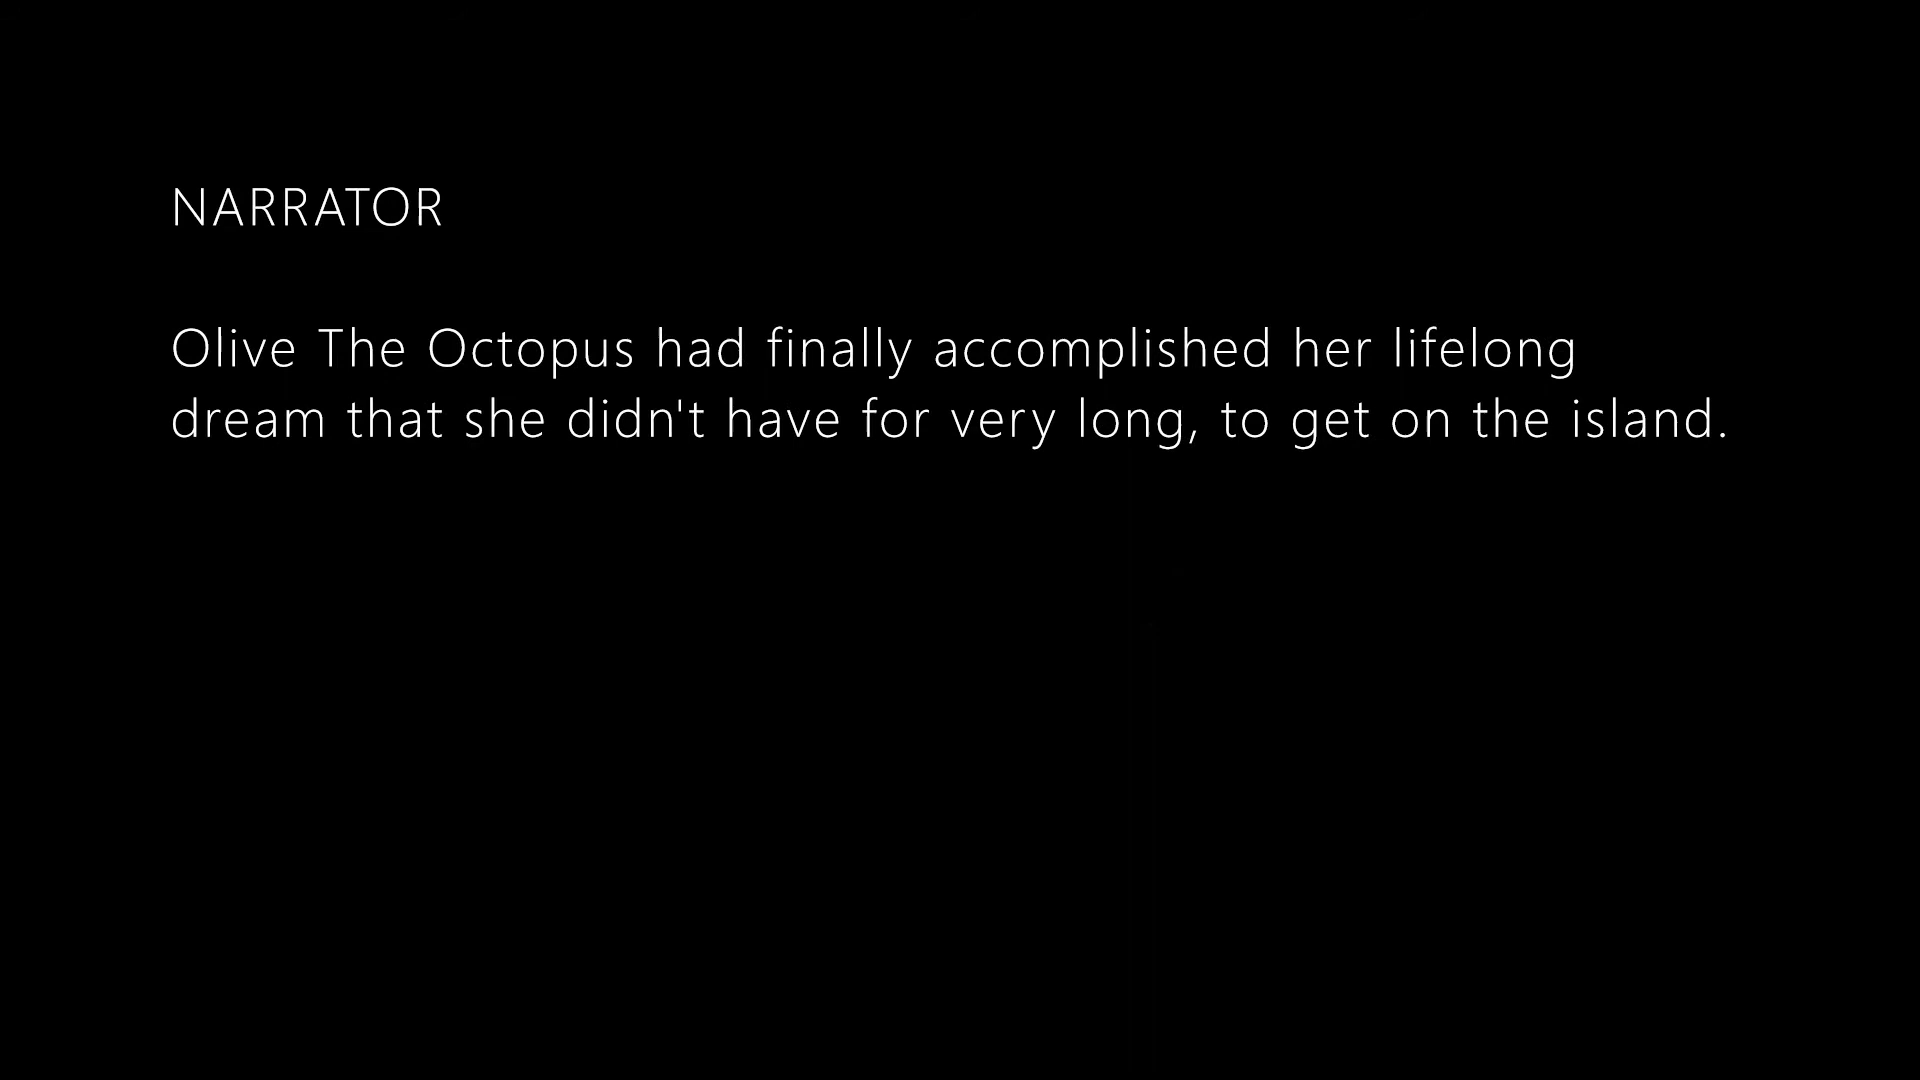 NARRATOR
Olive The Octopus had finally accomplished her lifelong
dream that she didn't have for very long, to get on the island.